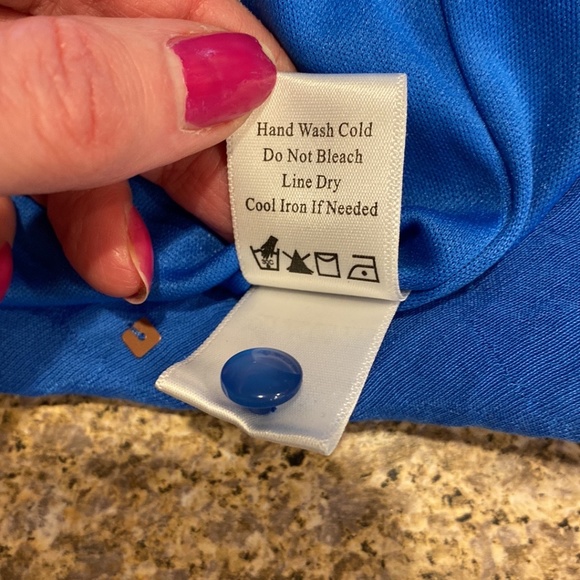 Hand Wash Cold
Do Not Bleach
Line Dry
Cool Iron If Needed